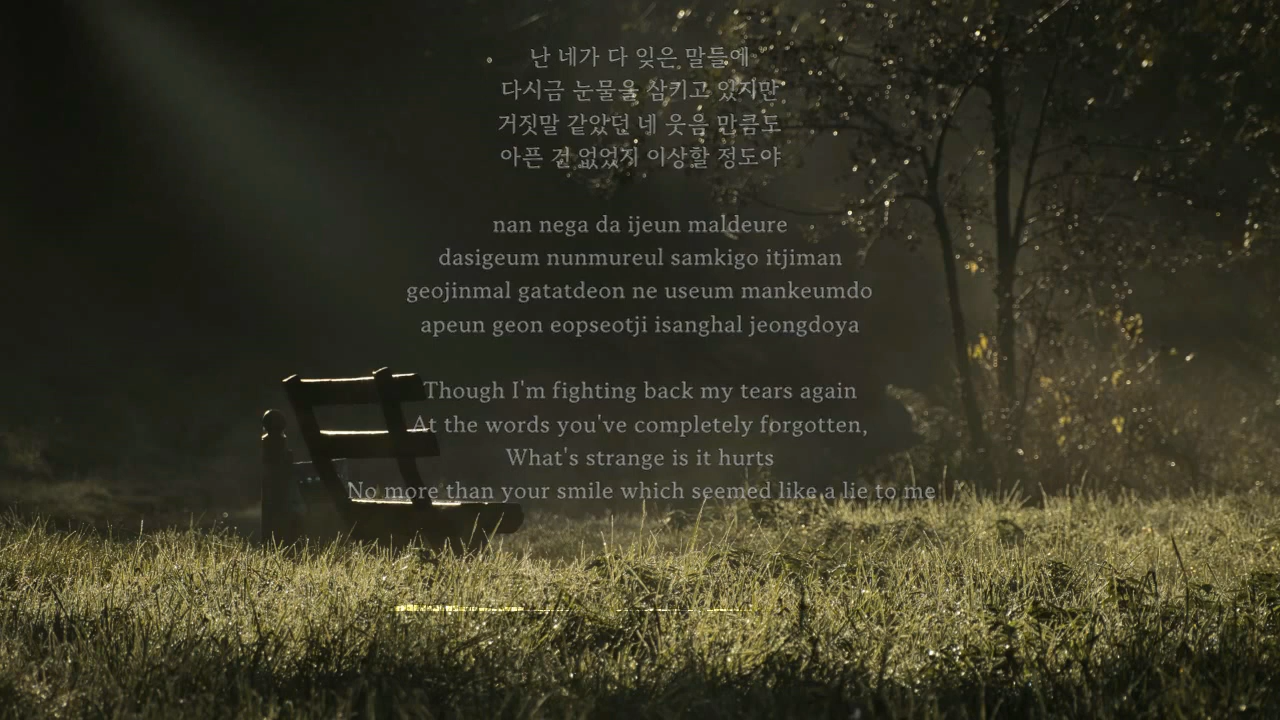 난 네가 다 잊은 말들에
다시금 눈물을 삼키고 있지만
거짓말 같았던 네 웃음 만큼도
아픈 건 없었지 이상할 정도야
nan nega da ijeun maldeure
dasigeum nunmureul samkigo itjiman
geojinmal gatatdeon ne useum mankeumdo
apeun geon eopseotji isanghal jeongdoya
Though I'm fighting back my tears again
At the words you've completely forgotten,
What's strange is it hurts
No more than your smile which seemed like a lie to me